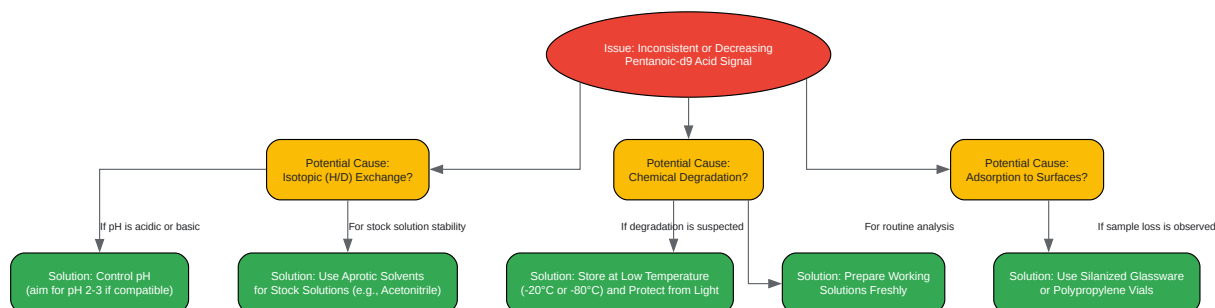 Issue: Inconsistent or Decreasing
Pentanoic-d9 Acid Signal
Potential Cause:
Isotopic (H/D) Exchange?
Potential Cause:
Chemical Degradation?
Potential Cause:
Adsorption to Surfaces?
If pH is acidic or basic
For stock solution stability
If degradation is suspected
For routine analysis
If sample loss is observed
Solution: Control pH
(aim for pH 2-3 if compatible)
Solution: Use Aprotic Solvents
for Stock Solutions (e.g., Acetonitrile)
Solution: Store at Low Temperature
(-20°C or -80°C) and Protect from Light
Solution: Prepare Working
Solutions Freshly
Solution: Use Silanized Glassware
or Polypropylene Vials